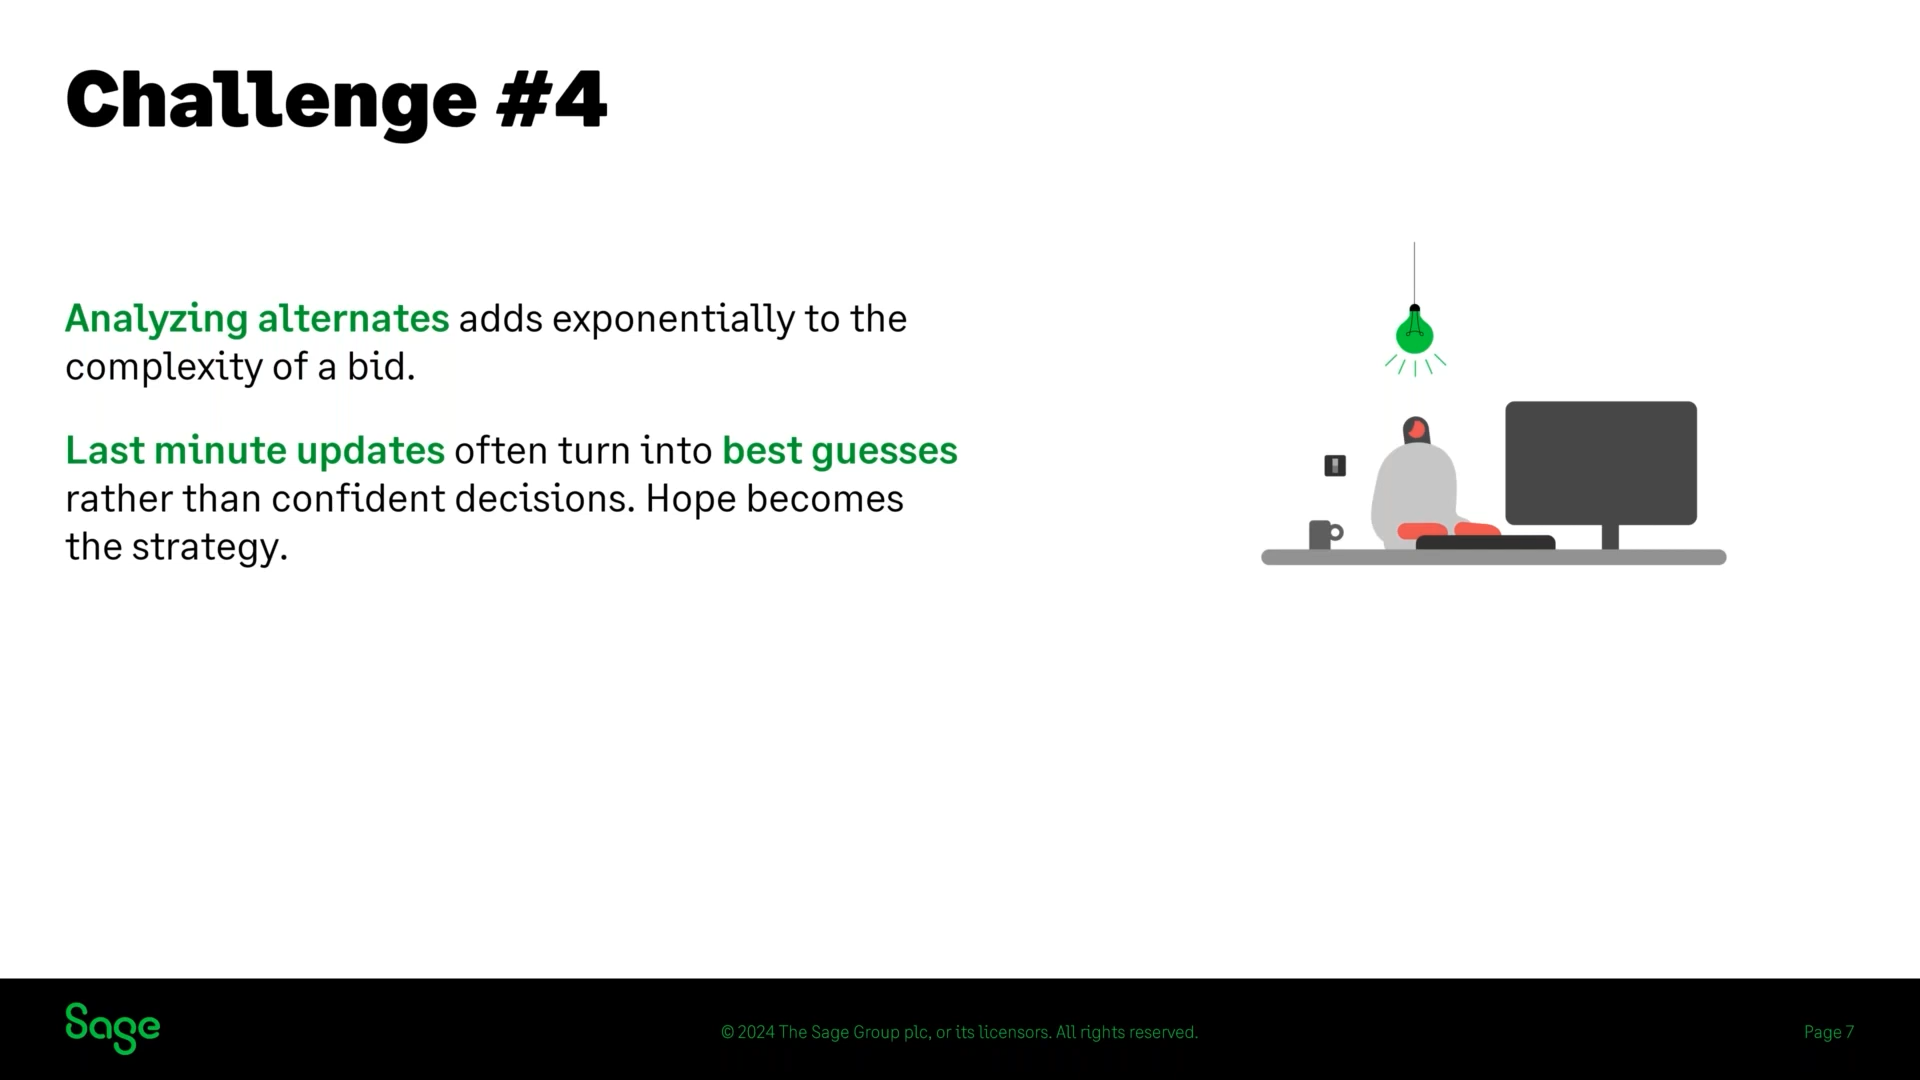 Challenge #4
Analyzing alternates adds exponentially to the
complexity of a bid.
Last minute updates often turn into best guesses
rather than confident decisions. Hope becomes
the strategy.
Sage
© 2024 The Sage Group plc, or its licensors. All rights reserved.
Page 7